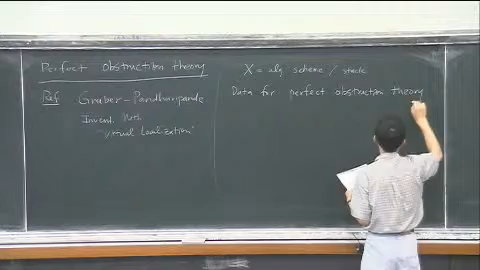 Perfect Obstruction theory
Ref Graber-Pandharipande
Invent. Math.
"Virtual Localization"
X = alg scheme / stack
Data for perfect obstruction theory